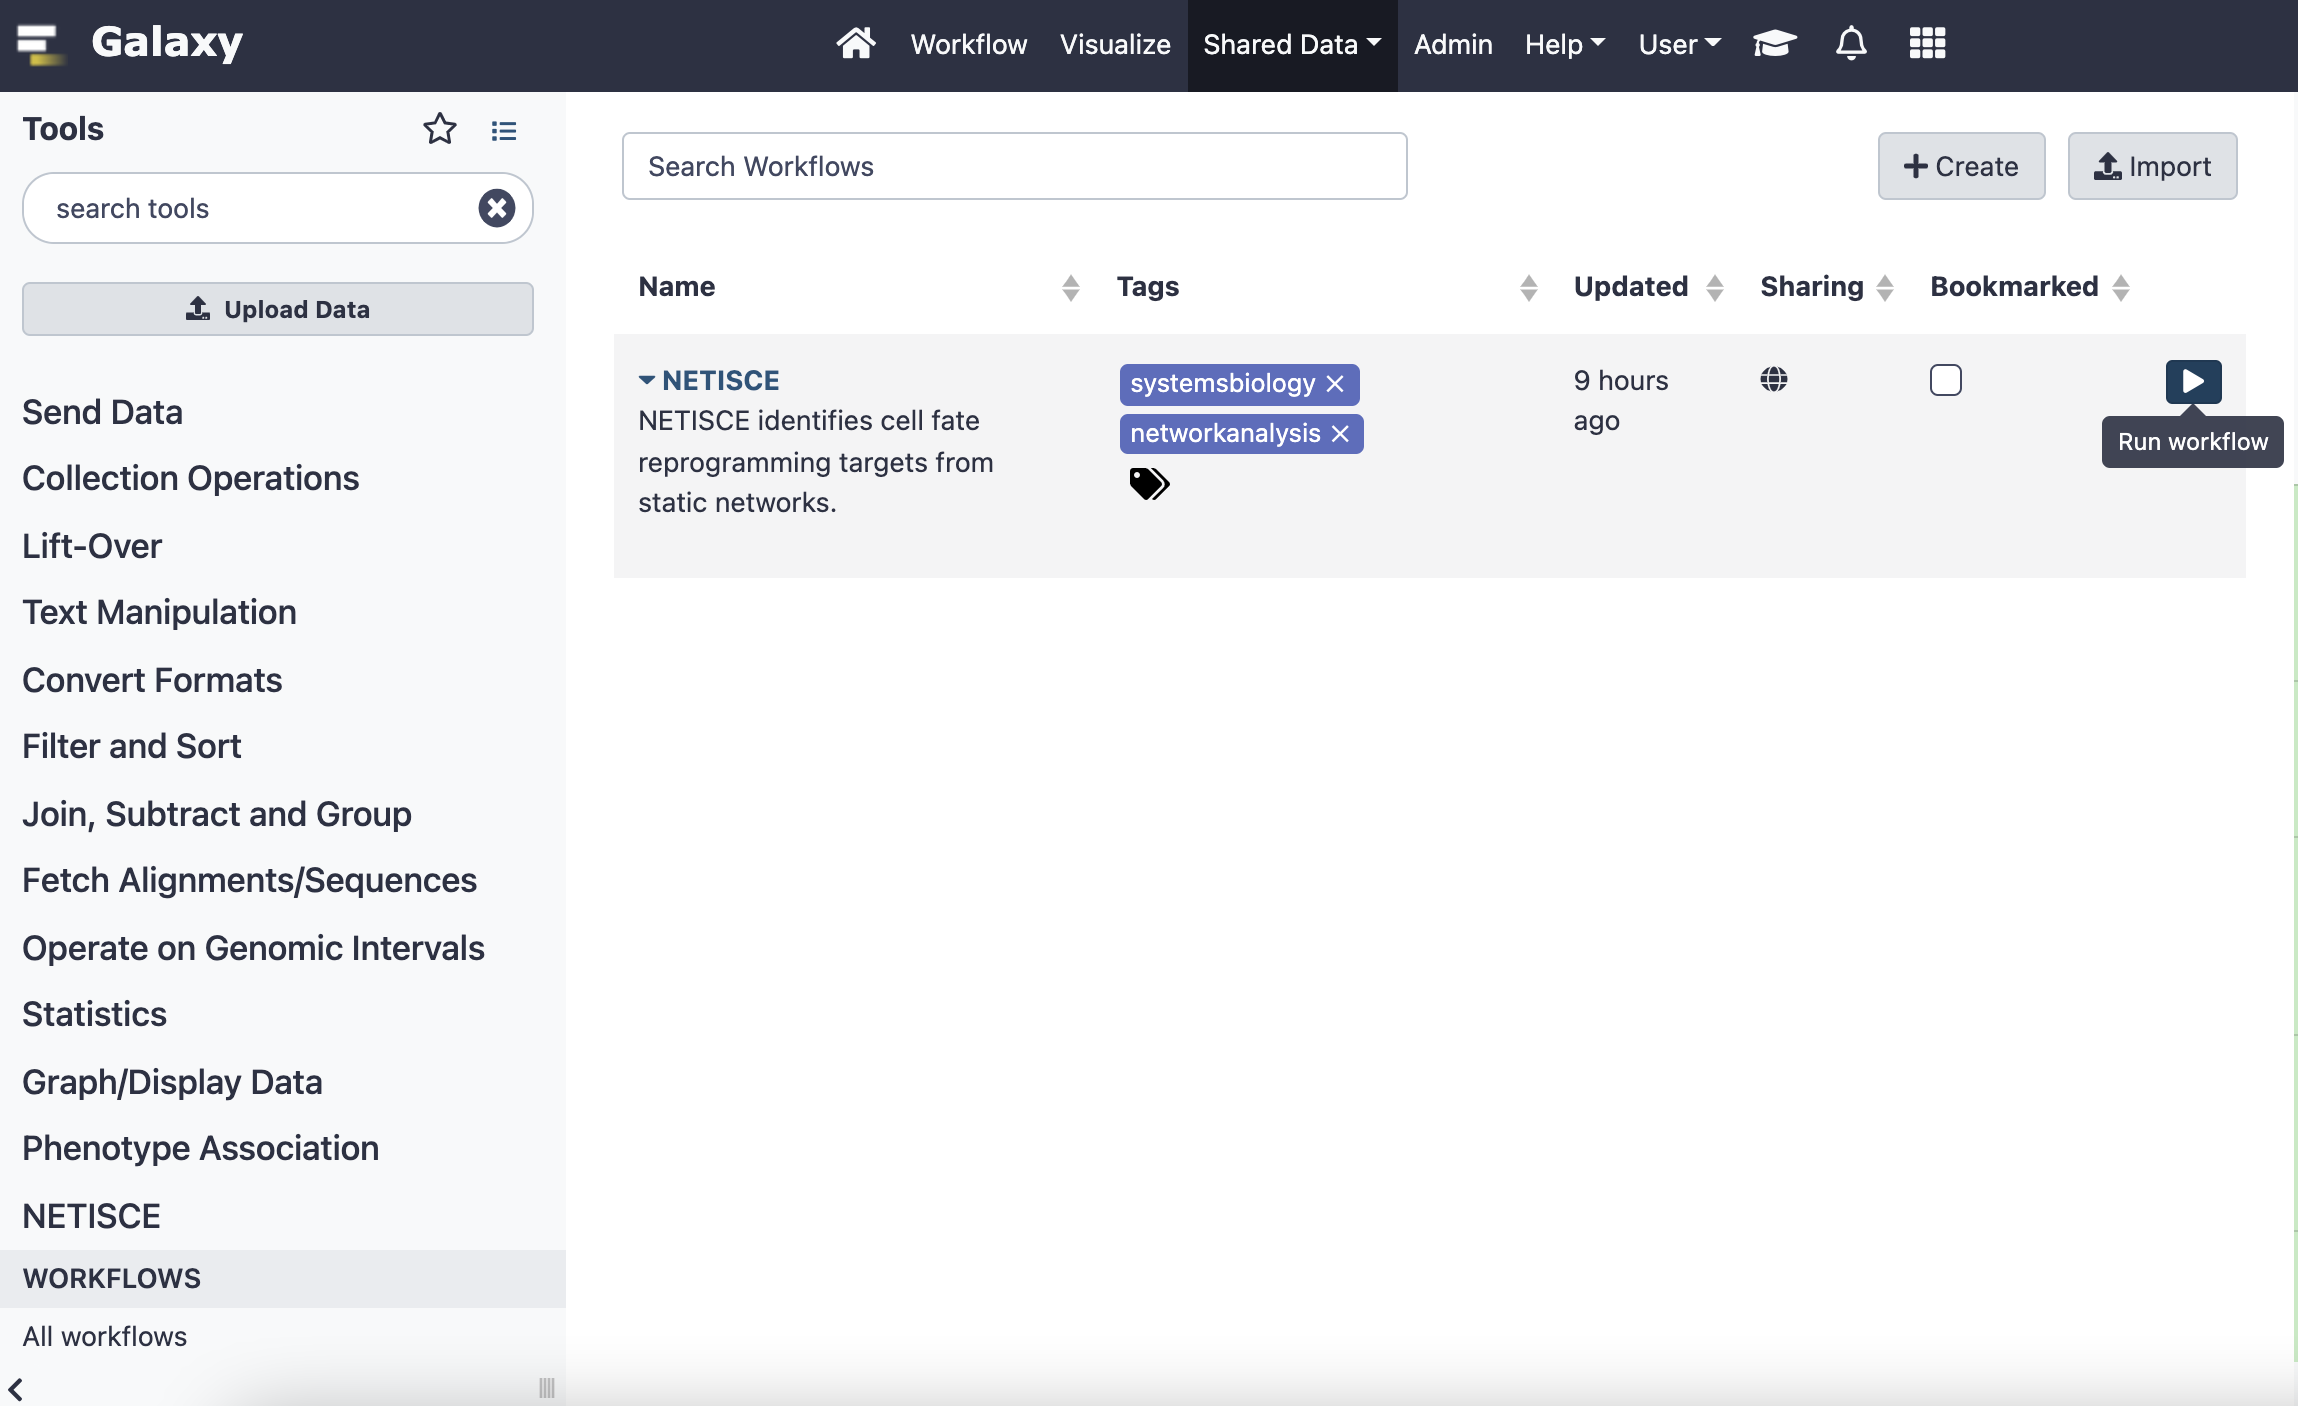 Galaxy
Workflow Visualize Shared Data Admin Help User
Tools
search tools
Upload Data
Send Data
Collection Operations
Lift-Over
Text Manipulation
Convert Formats
Filter and Sort
Join, Subtract and Group
Fetch Alignments/Sequences
Operate on Genomic Intervals
Statistics
Graph/Display Data
Phenotype Association
NETISCE
WORKFLOWS
All workflows
Search Workflows
Create
Import
Name Tags Updated Sharing Bookmarked
NETISCE
NETISCE identifies cell fate
reprogramming targets from
static networks.
systemsbiology
networkanalysis
9 hours
ago
Run workflow